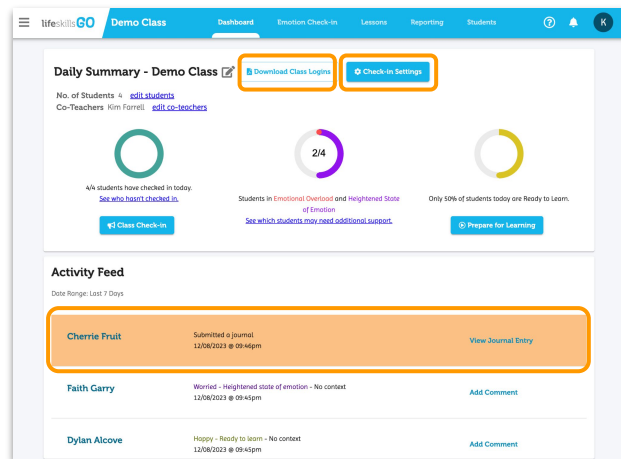 lifeskills GO Demo Class Dashboard Emotion Check-in Lessons Reporting Students ? K
Daily Summary - Demo Class Download Class Logins Check-in Settings
No. of Students 4 edit students
Co-Teachers Kim Farrell edit co-teachers
2/4
4/4 students have checked in today.
See who hasn't checked in.
Class Check-in
Students in Emotional Overload and Heightened State
of Emotion
See which students may need additional support.
Only 50% of students today are Ready to Learn.
Prepare for Learning
Activity Feed
Date Range: Last 7 Days
Cherrie Fruit Submitted a journal View Journal Entry
12/08/2023 @ 09:46pm
Faith Garry Worried - Heightened state of emotion - No context Add Comment
12/08/2023 @ 09:45pm
Dylan Alcove Happy - Ready to learn - No context Add Comment
12/08/2023 @ 09:45pm